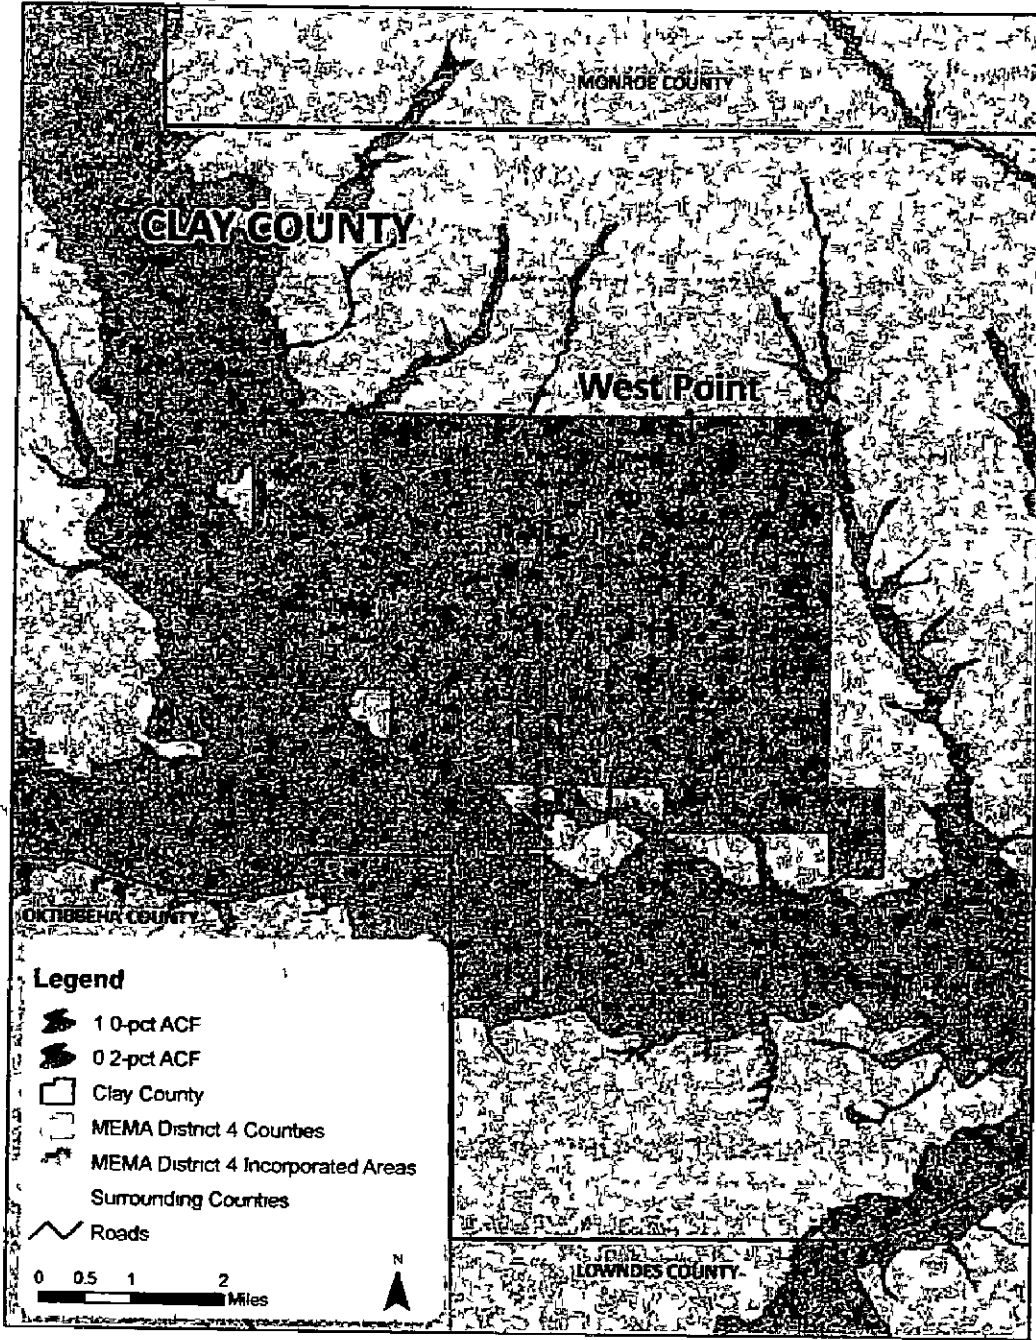 MONROE COUNTY
CLAY COUNTY
West Point
OKTIBBEHA COUNTY
Legend
1 0-pct ACF
0 2-pct ACF
Clay County
MEMA District 4 Counties
MEMA District 4 Incorporated Areas
Surrounding Counties
Roads
0 0.5 1 2
Miles
N
LOWNDES COUNTY